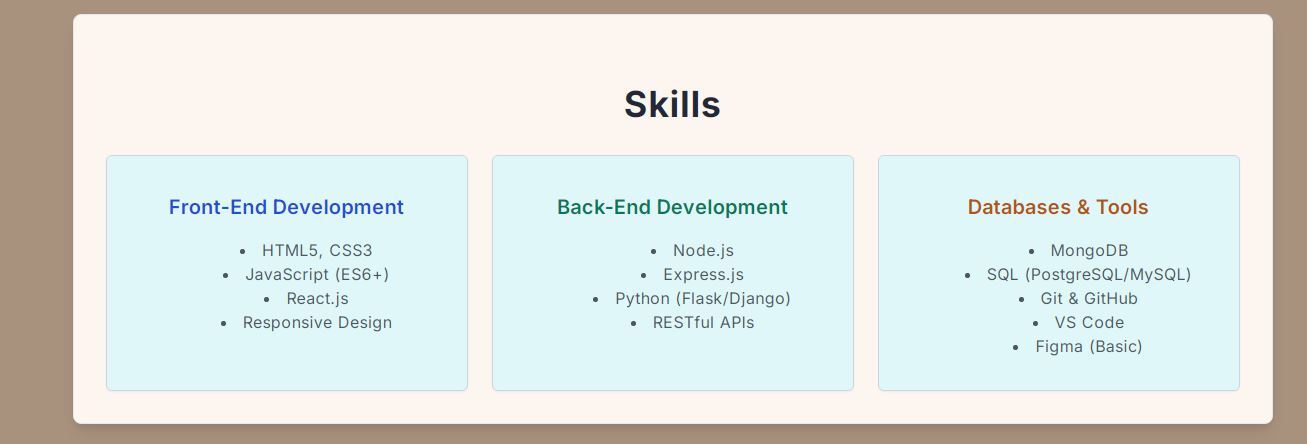 Skills
Front-End Development
• HTML5, CSS3
• JavaScript (ES6+)
• React.js
• Responsive Design
Back-End Development
• Node.js
• Express.js
• Python (Flask/Django)
• RESTful APIs
Databases & Tools
• MongoDB
• SQL (PostgreSQL/MySQL)
• Git & GitHub
• VS Code
• Figma (Basic)